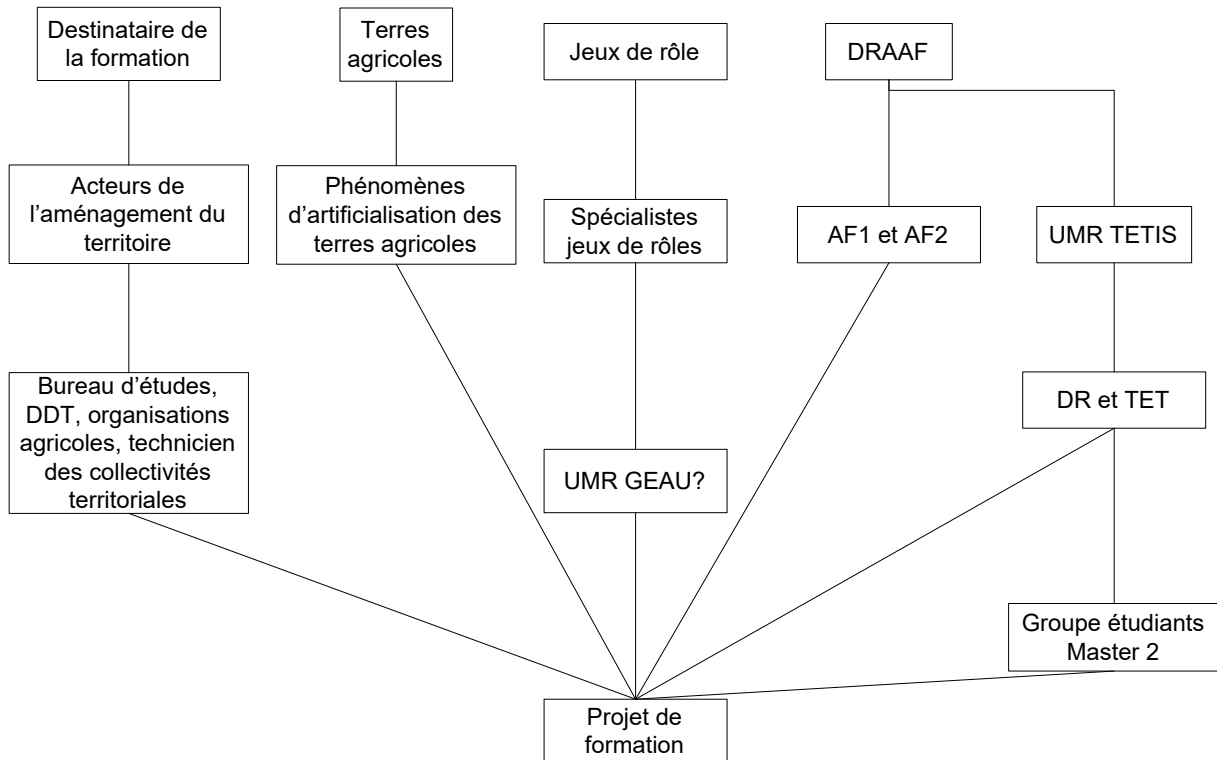 Destinataire de
la formation
Terres
agricoles
Jeux de rôle
DRAAF
Acteurs de
l’aménagement du
territoire
Phénomènes
d’artificialisation des
terres agricoles
Spécialistes
jeux de rôles
AF1 et AF2
UMR TETIS
Bureau d’études,
DDT, organisations
agricoles, technicien
des collectivités
territoriales
DR et TET
UMR GEAU?
Groupe étudiants
Master 2
Projet de
formation